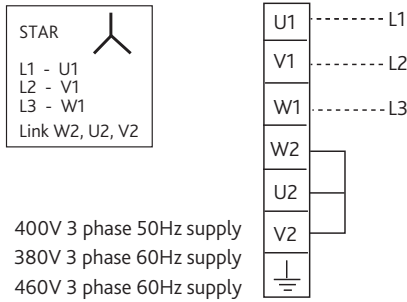 STAR
L1 - U1
L2 - V1
L3 - W1
Link W2, U2, V2
U1 L1
V1 L2
W1 L3
W2
U2
V2
400V 3 phase 50Hz supply
380V 3 phase 60Hz supply
460V 3 phase 60Hz supply